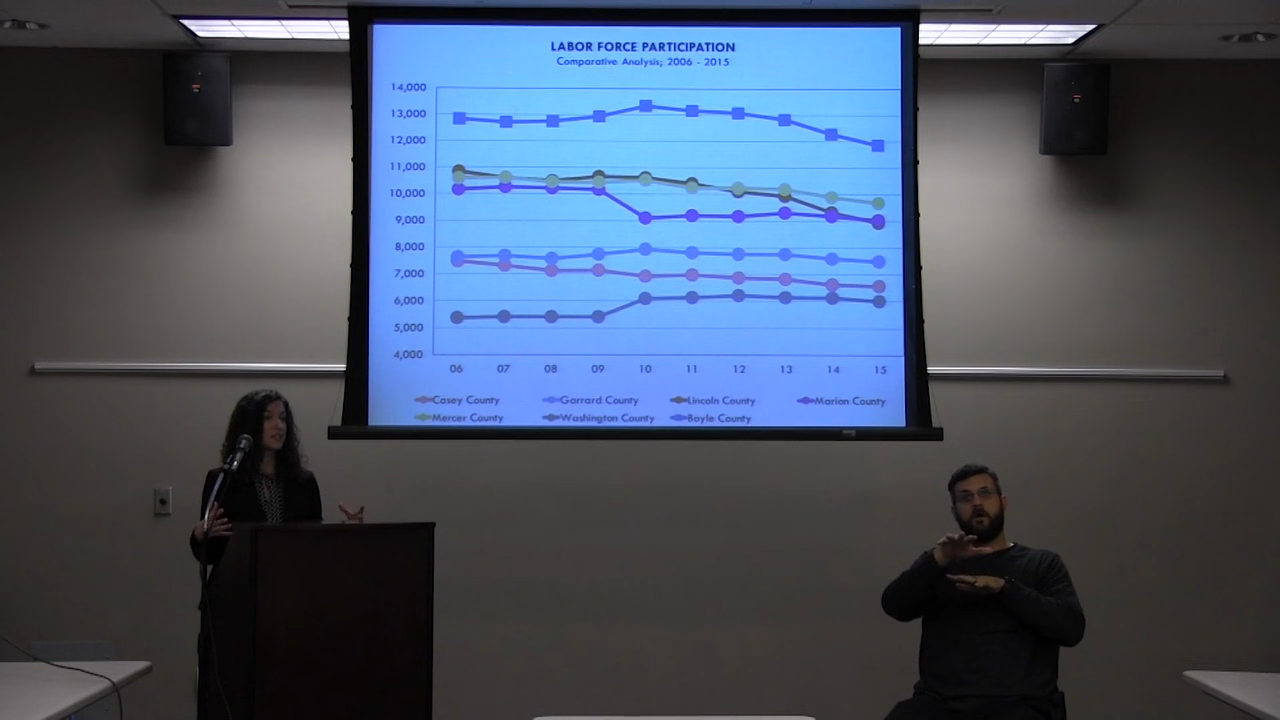 LABOR FORCE PARTICIPATION
Comparative Analysis; 2006 - 2015
14,000
13,000
12,000
11,000
10,000
9,000
8,000
7,000
6,000
5,000
4,000
06 07 08 09 10 11 12 13 14 15
Casey County Garrard County Lincoln County Marion County
Mercer County Washington County Boyle County